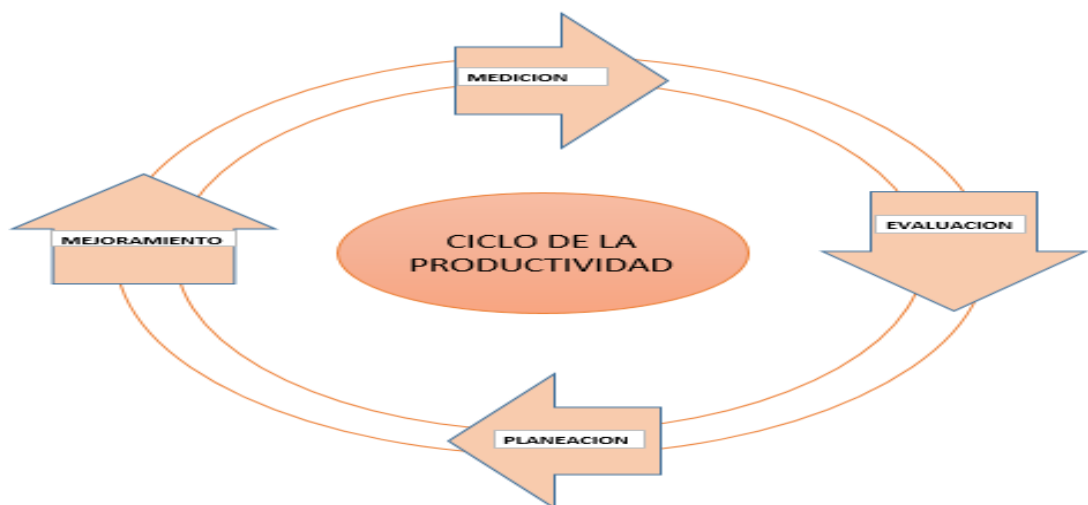 MEDICION
EVALUACION
CICLO DE LA
PRODUCTIVIDAD
MEJORAMIENTO
PLANEACION